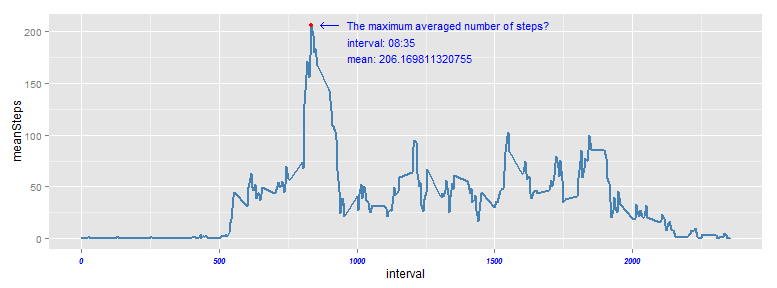 The maximum averaged number of steps?
interval: 08:35
mean: 206.169811320755
meanSteps
200
150
100
50
0
0 500 1000 1500 2000
interval